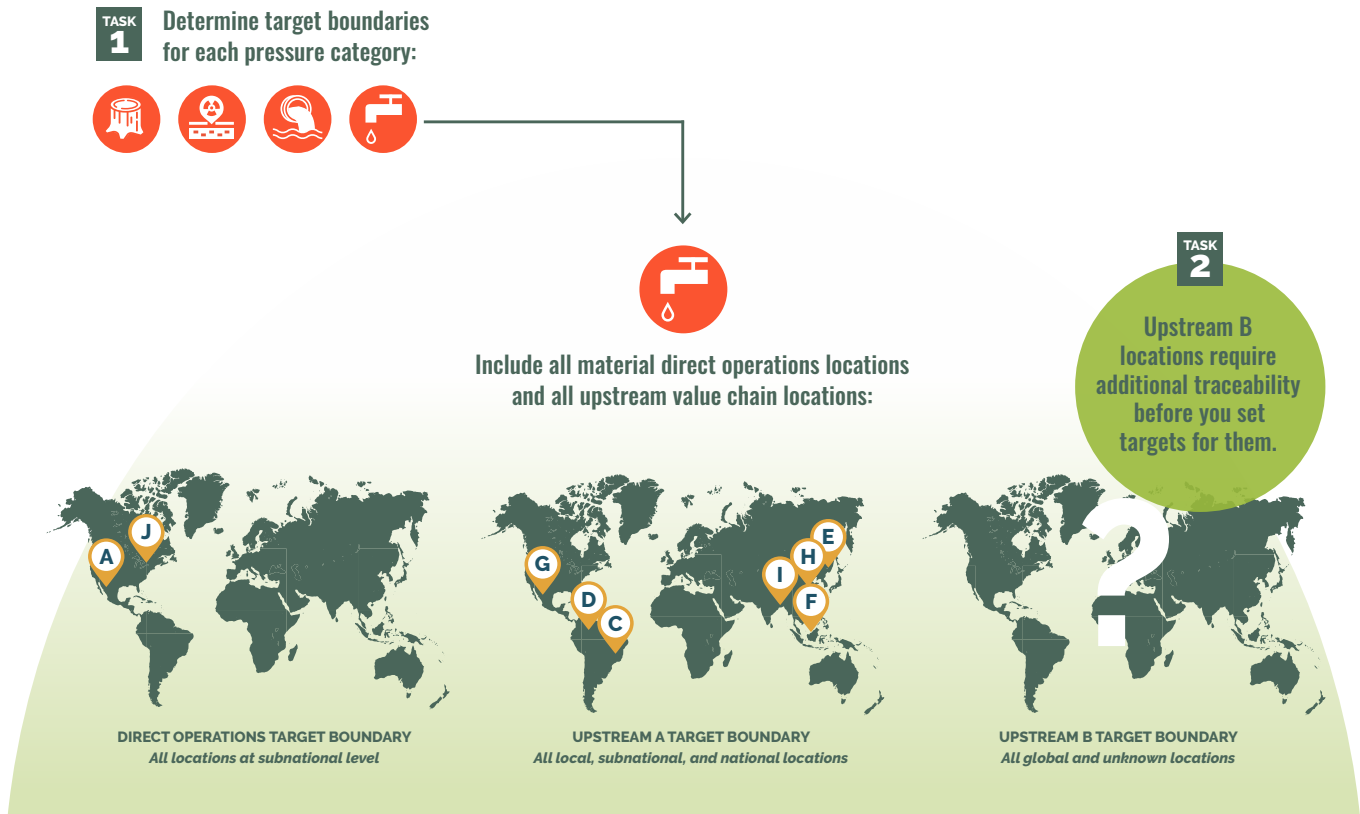 TASK
1
Determine target boundaries
for each pressure category:
Include all material direct operations locations
and all upstream value chain locations:
TASK
2
Upstream B
locations require
additional traceability
before you set
targets for them.
A
J
G
D
C
I
H
E
F
?
DIRECT OPERATIONS TARGET BOUNDARY
All locations at subnational level
UPSTREAM A TARGET BOUNDARY
All local, subnational, and national locations
UPSTREAM B TARGET BOUNDARY
All global and unknown locations